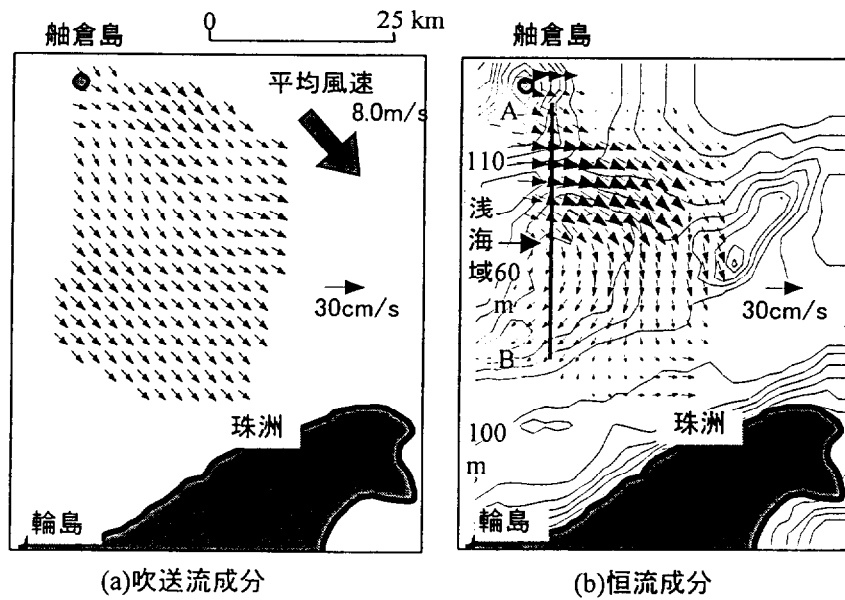 0 25 km
舳倉島
平均風速
8.0m/s
30cm/s
珠洲
輪島
(a)吹送流成分
舳倉島
A
110
浅
海
域
60
m
B
30cm/s
珠洲
100
m
輪島
(b)恒流成分